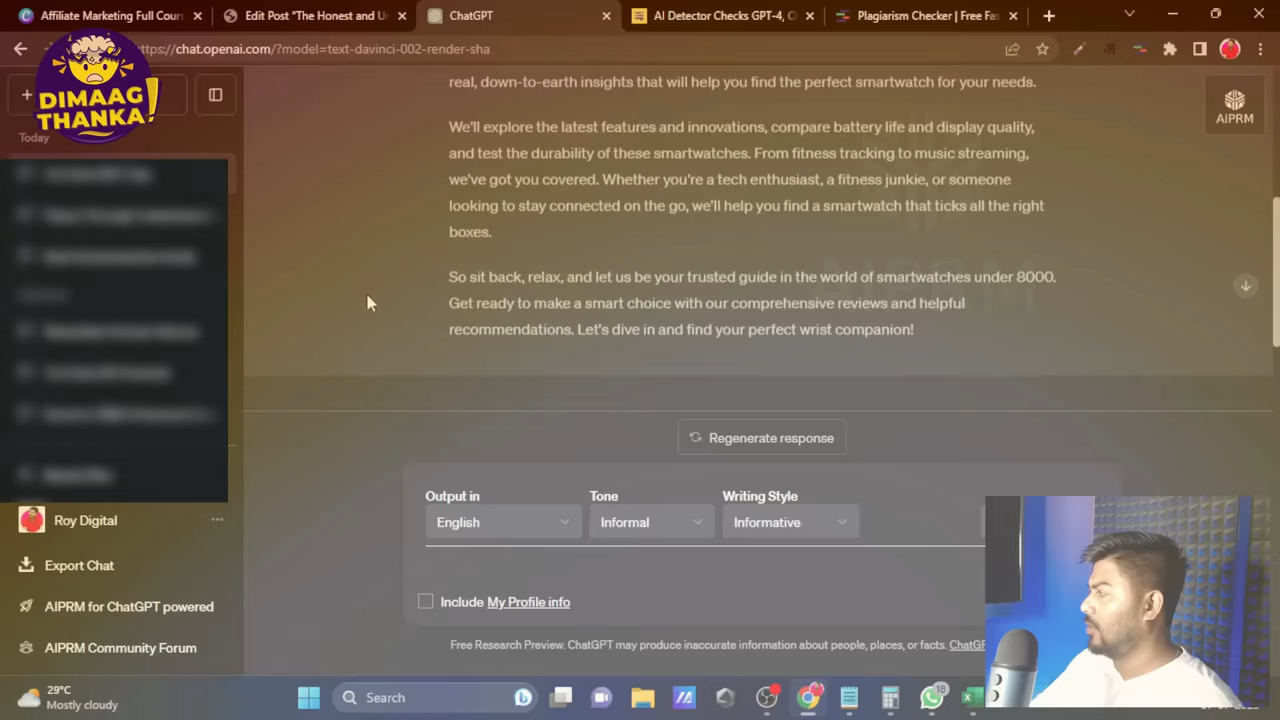 Affiliate Marketing Full Cours
Edit Post "The Honest and Ur
ChatGPT
AI Detector Checks GPT-4, C
Plagiarism Checker | Free Fas
https://chat.openai.com/?model=text-davinci-002-render-sha
DIMAAG
THANKA!
AIPRM
Today
real, down-to-earth insights that will help you find the perfect smartwatch for your needs.
We'll explore the latest features and innovations, compare battery life and display quality,
and test the durability of these smartwatches. From fitness tracking to music streaming,
we've got you covered. Whether you're a tech enthusiast, a fitness junkie, or someone
looking to stay connected on the go, we'll help you find a smartwatch that ticks all the right
boxes.
So sit back, relax, and let us be your trusted guide in the world of smartwatches under 8000.
Get ready to make a smart choice with our comprehensive reviews and helpful
recommendations. Let's dive in and find your perfect wrist companion!
Regenerate response
Output in
Tone
Writing Style
English
Informal
Informative
Roy Digital
Export Chat
Include My Profile info
AIPRM for ChatGPT powered
AIPRM Community Forum
Free Research Preview. ChatGPT may produce inaccurate information about people, places, or facts. ChatG
29°C
Mostly cloudy
Search
18